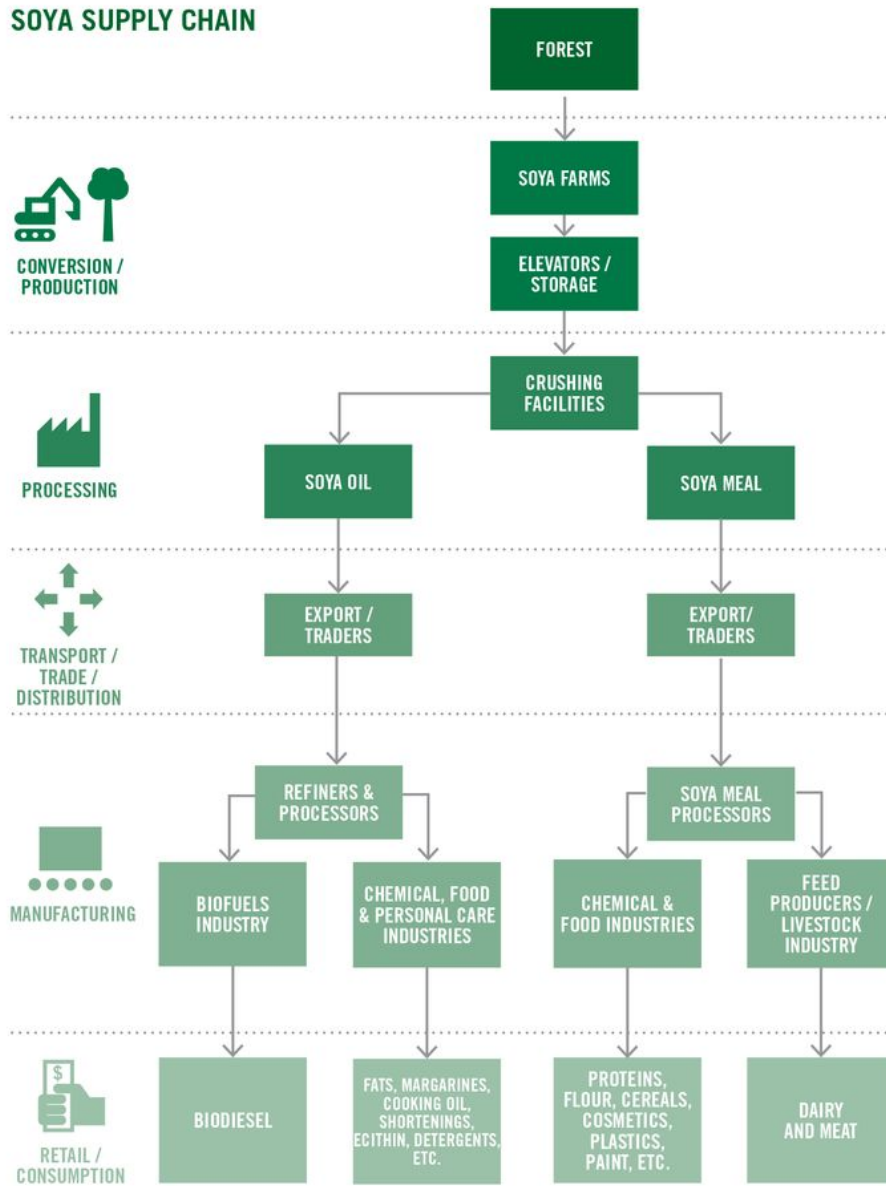 SOYA SUPPLY CHAIN
FOREST
SOYA FARMS
CONVERSION /
PRODUCTION
ELEVATORS /
STORAGE
CRUSHING
FACILITIES
PROCESSING
SOYA OIL
SOYA MEAL
TRANSPORT /
TRADE /
DISTRIBUTION
EXPORT /
TRADERS
EXPORT/
TRADERS
REFINERS &
PROCESSORS
SOYA MEAL
PROCESSORS
MANUFACTURING
BIOFUELS
INDUSTRY
CHEMICAL, FOOD
& PERSONAL CARE
INDUSTRIES
CHEMICAL &
FOOD INDUSTRIES
FEED
PRODUCERS /
LIVESTOCK
INDUSTRY
$
RETAIL /
CONSUMPTION
BIODIESEL
FATS, MARGARINES,
COOKING OIL,
SHORTENINGS,
ECITHIN, DETERGENTS,
ETC.
PROTEINS,
FLOUR, CEREALS,
COSMETICS,
PLASTICS,
PAINT, ETC.
DAIRY
AND MEAT